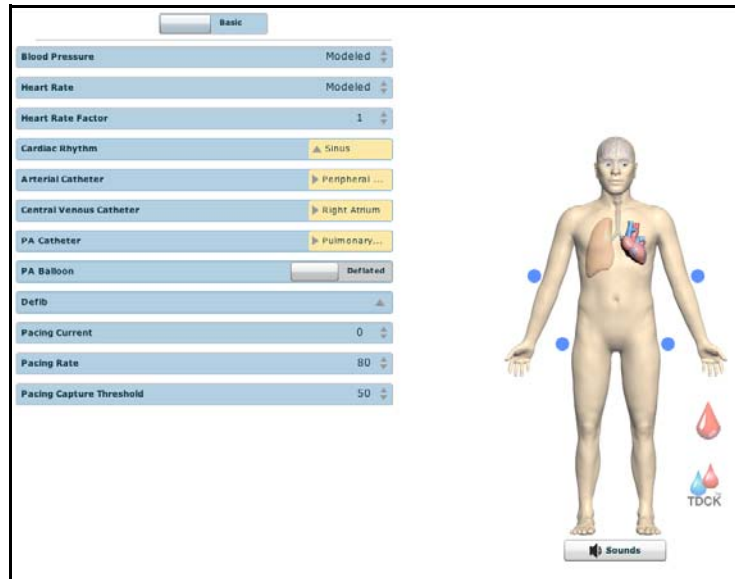 Basic
Blood Pressure Modeled
Heart Rate Modeled
Heart Rate Factor 1
Cardiac Rhythm Sinus
Arterial Catheter Peripheral ...
Central Venous Catheter Right Atrium
PA Catheter Pulmonary...
PA Balloon Deflated
Defib
Pacing Current 0
Pacing Rate 80
Pacing Capture Threshold 50
TDCK
Sounds